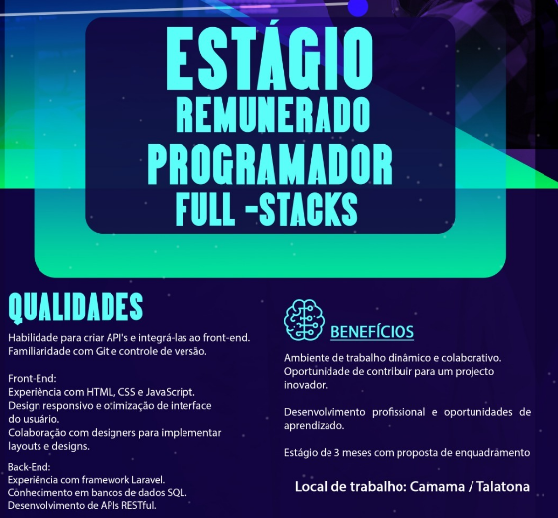 ESTÁGIO
REMUNERADO
PROGRAMADOR
FULL -STACKS
QUALIDADES
Habilidade para criar API's e integrá-las ao front-end.
Familiaridade com Git e controle de versão.
Front-End:
Experiência com HTML, CSS e JavaScript.
Design responsivo e otimização de interface
do usuário.
Colaboração com designers para implementar
layouts e designs.
Back-End:
Experiência com framework Laravel.
Conhecimento em bancos de dados SQL.
Desenvolvimento de APIs RESTful.
BENEFÍCIOS
Ambiente de trabalho dinâmico e colaborativo.
Oportunidade de contribuir para um projecto
inovador.
Desenvolvimento profissional e oportunidades de
aprendizado.
Estágio de 3 meses com proposta de enquadramento
Local de trabalho: Camama / Talatona